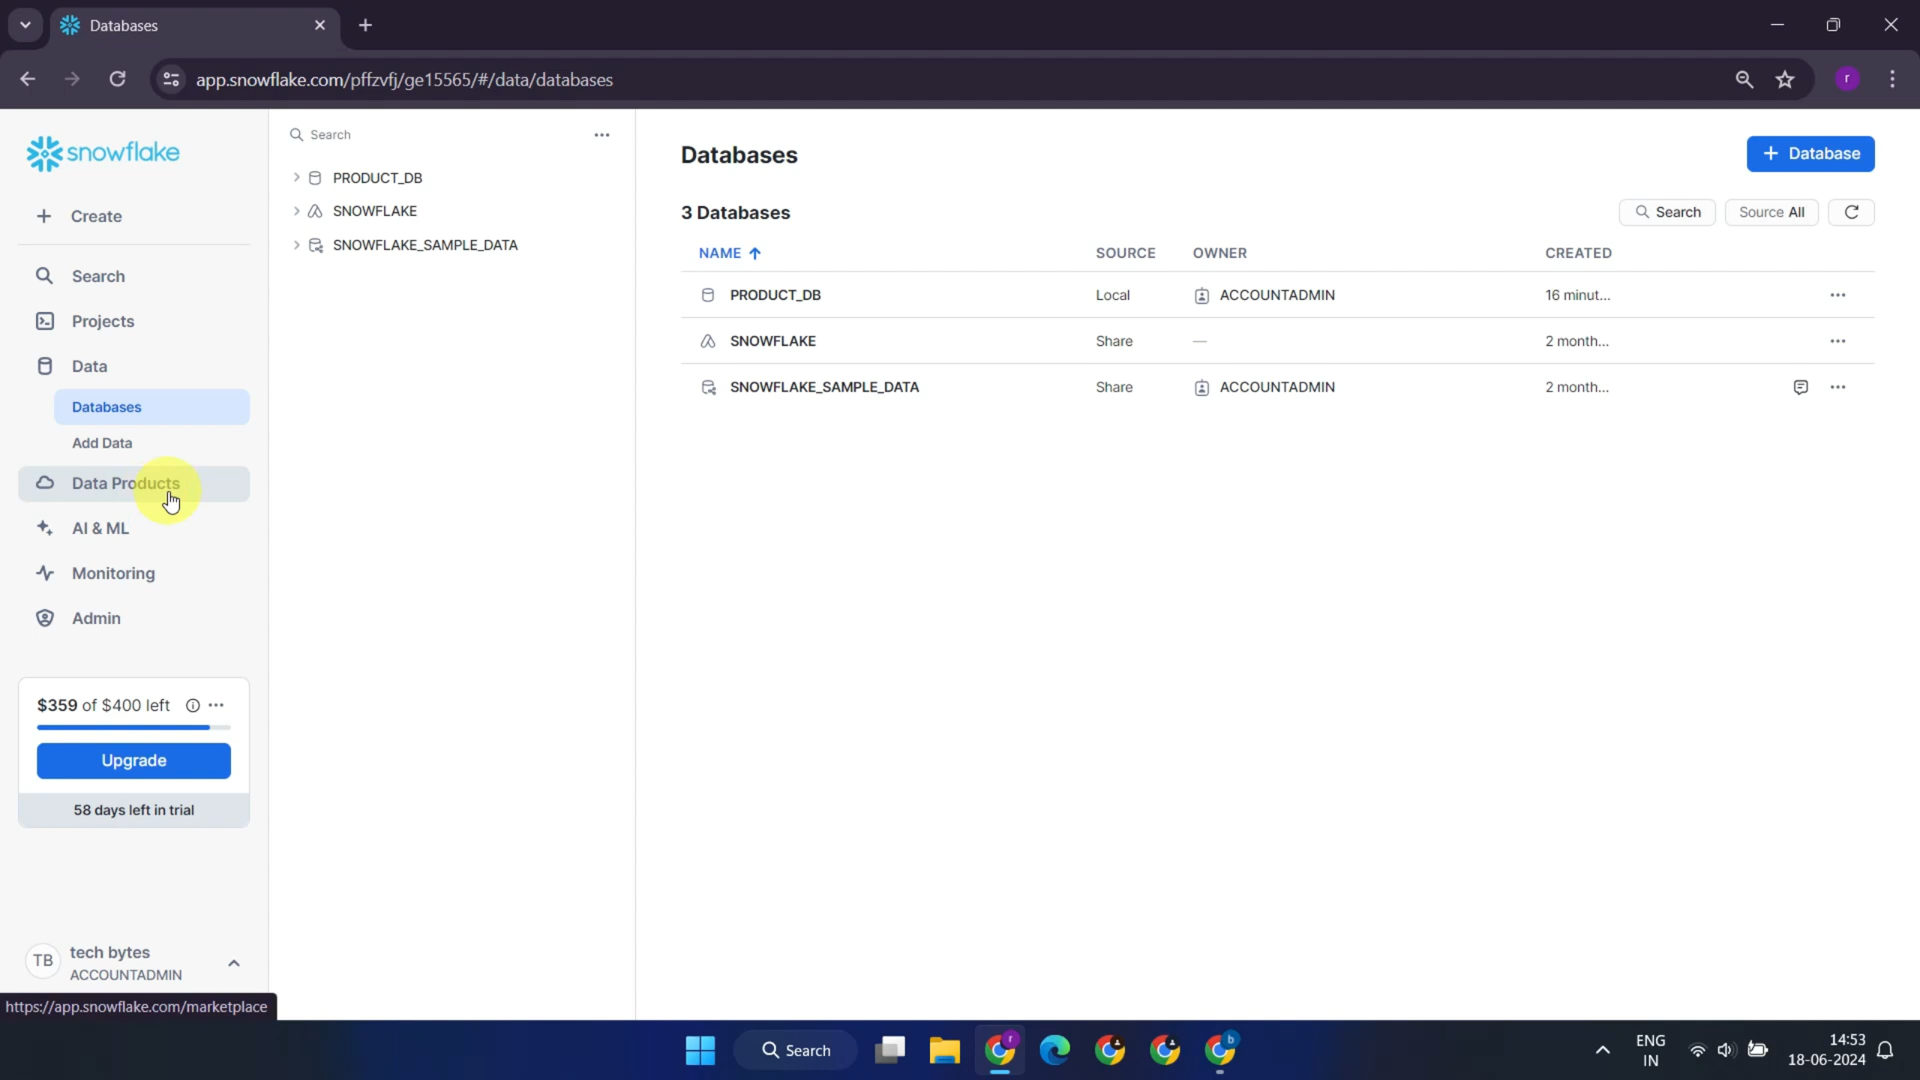 Databases
app.snowflake.com/pffzvfj/ge15565/#/data/databases
r
snowflake
Create
Search
Projects
Data
Databases
Add Data
Data Products
AI & ML
Monitoring
Admin
$359 of $400 left
Upgrade
58 days left in trial
TB
tech bytes
ACCOUNTADMIN
https://app.snowflake.com/marketplace
Search
PRODUCT_DB
SNOWFLAKE
SNOWFLAKE_SAMPLE_DATA
Databases
+ Database
3 Databases
Search
Source All
NAME SOURCE OWNER CREATED
PRODUCT_DB Local ACCOUNTADMIN 16 minut...
SNOWFLAKE Share — 2 month...
SNOWFLAKE_SAMPLE_DATA Share ACCOUNTADMIN 2 month...
Search
r
b
ENG
IN
14:53
18-06-2024